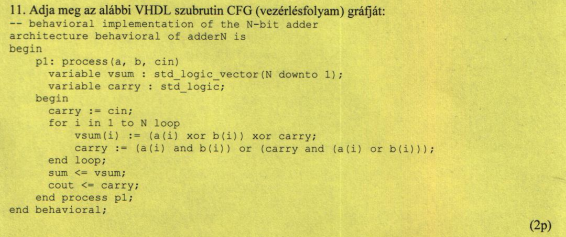 11. Adja meg az alábbi VHDL szubrutin CFG (vezérlésfolyam) gráfját:
-- behavioral implementation of the N-bit adder
architecture behavioral of adderN is
begin
    p1: process(a, b, cin)
      variable vsum : std_logic_vector(N downto 1);
      variable carry : std_logic;
    begin
      carry := cin;
      for i in 1 to N loop
          vsum(i) := (a(i) xor b(i)) xor carry;
          carry := (a(i) and b(i)) or (carry and (a(i) or b(i)));
      end loop;
      sum <= vsum;
      cout <= carry;
    end process p1;
end behavioral;
(2p)